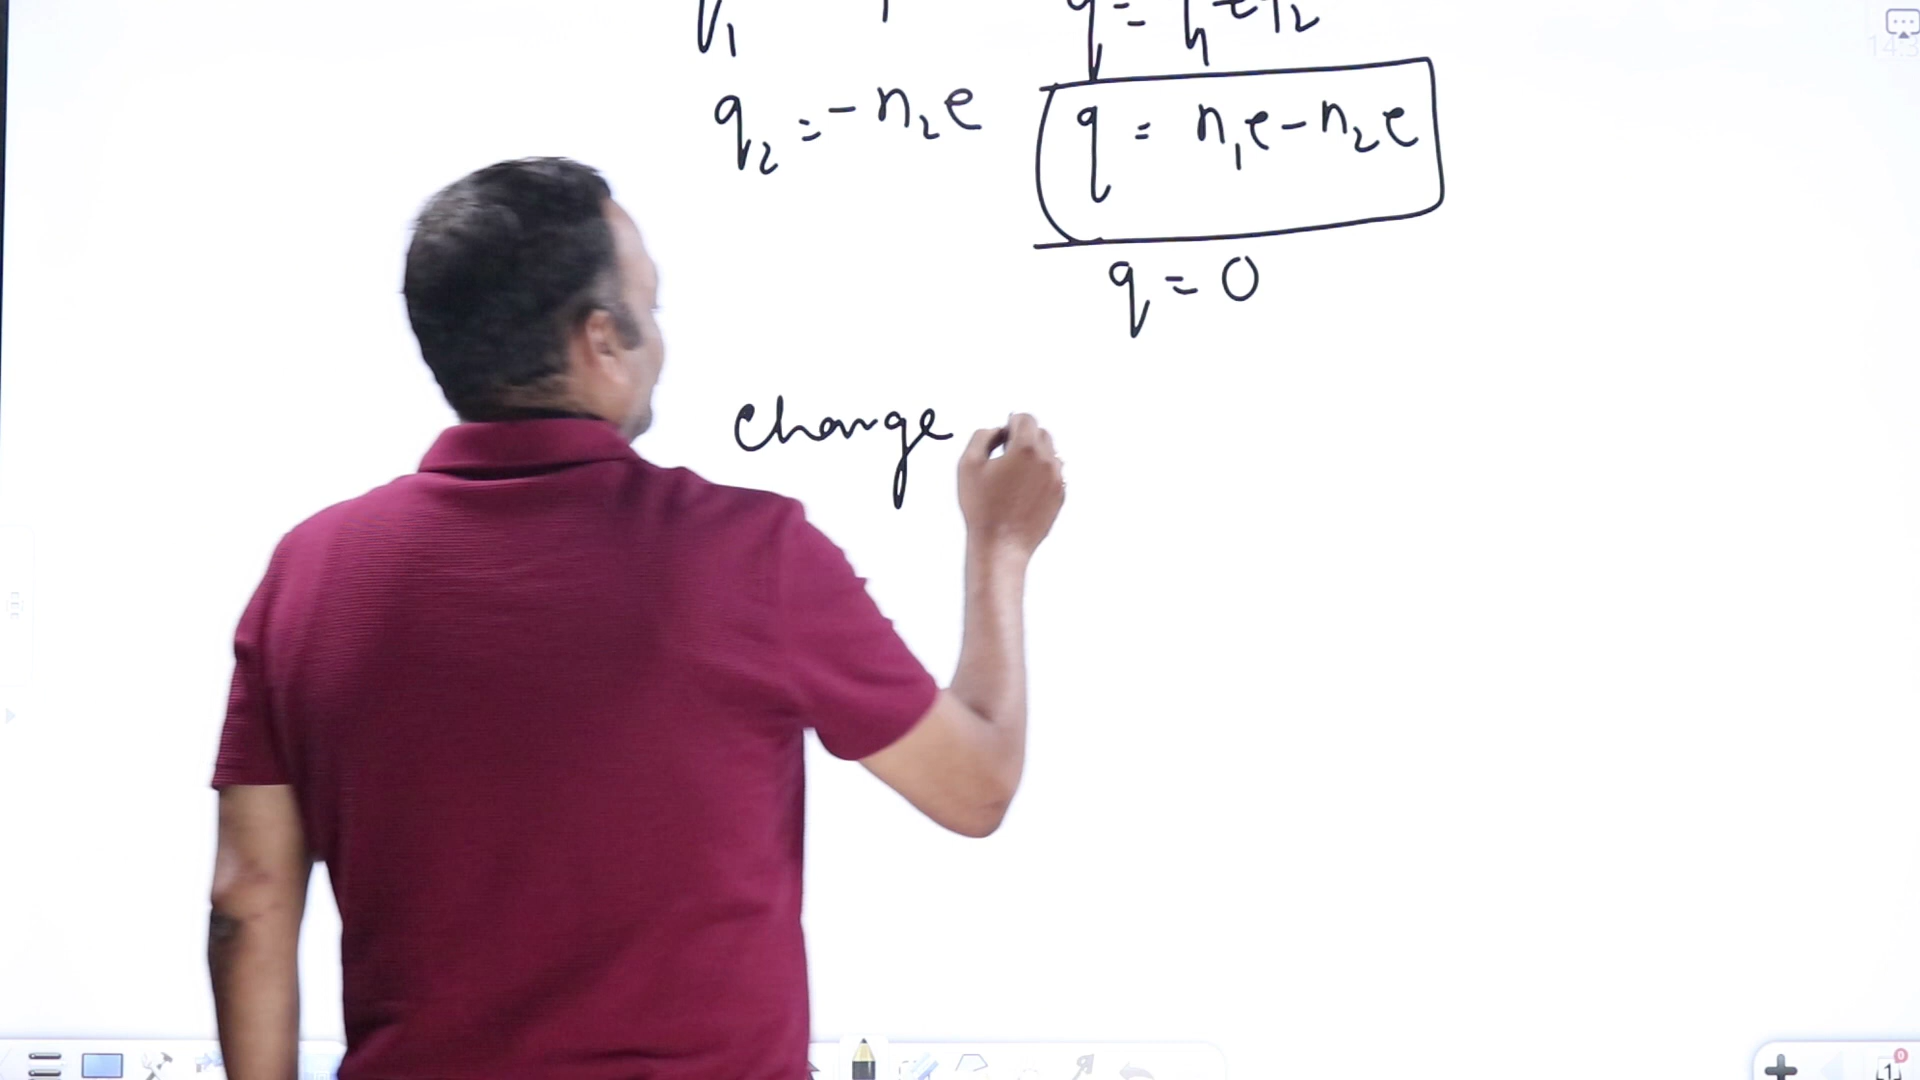 q₂ = -n₂e
q = n₁e - n₂e
q = 0
change